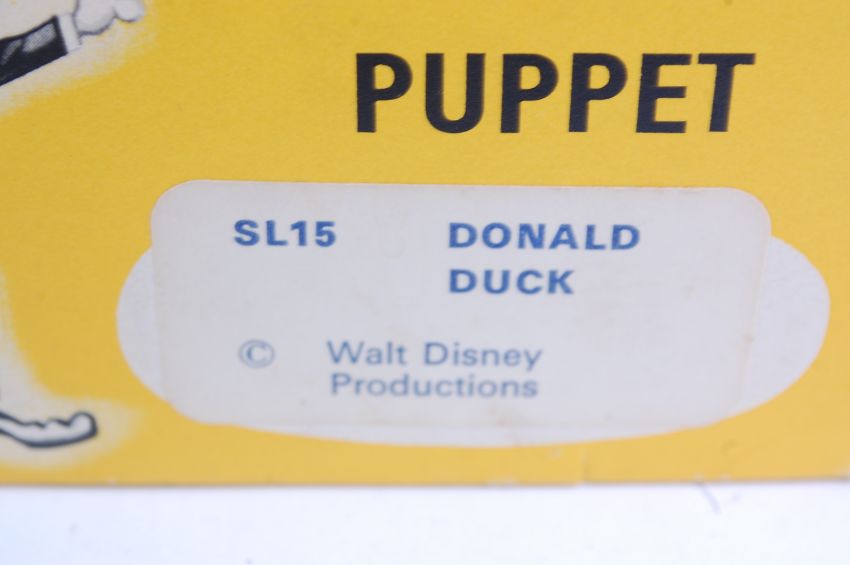 PUPPET
SL15 DONALD
DUCK
© Walt Disney
Productions